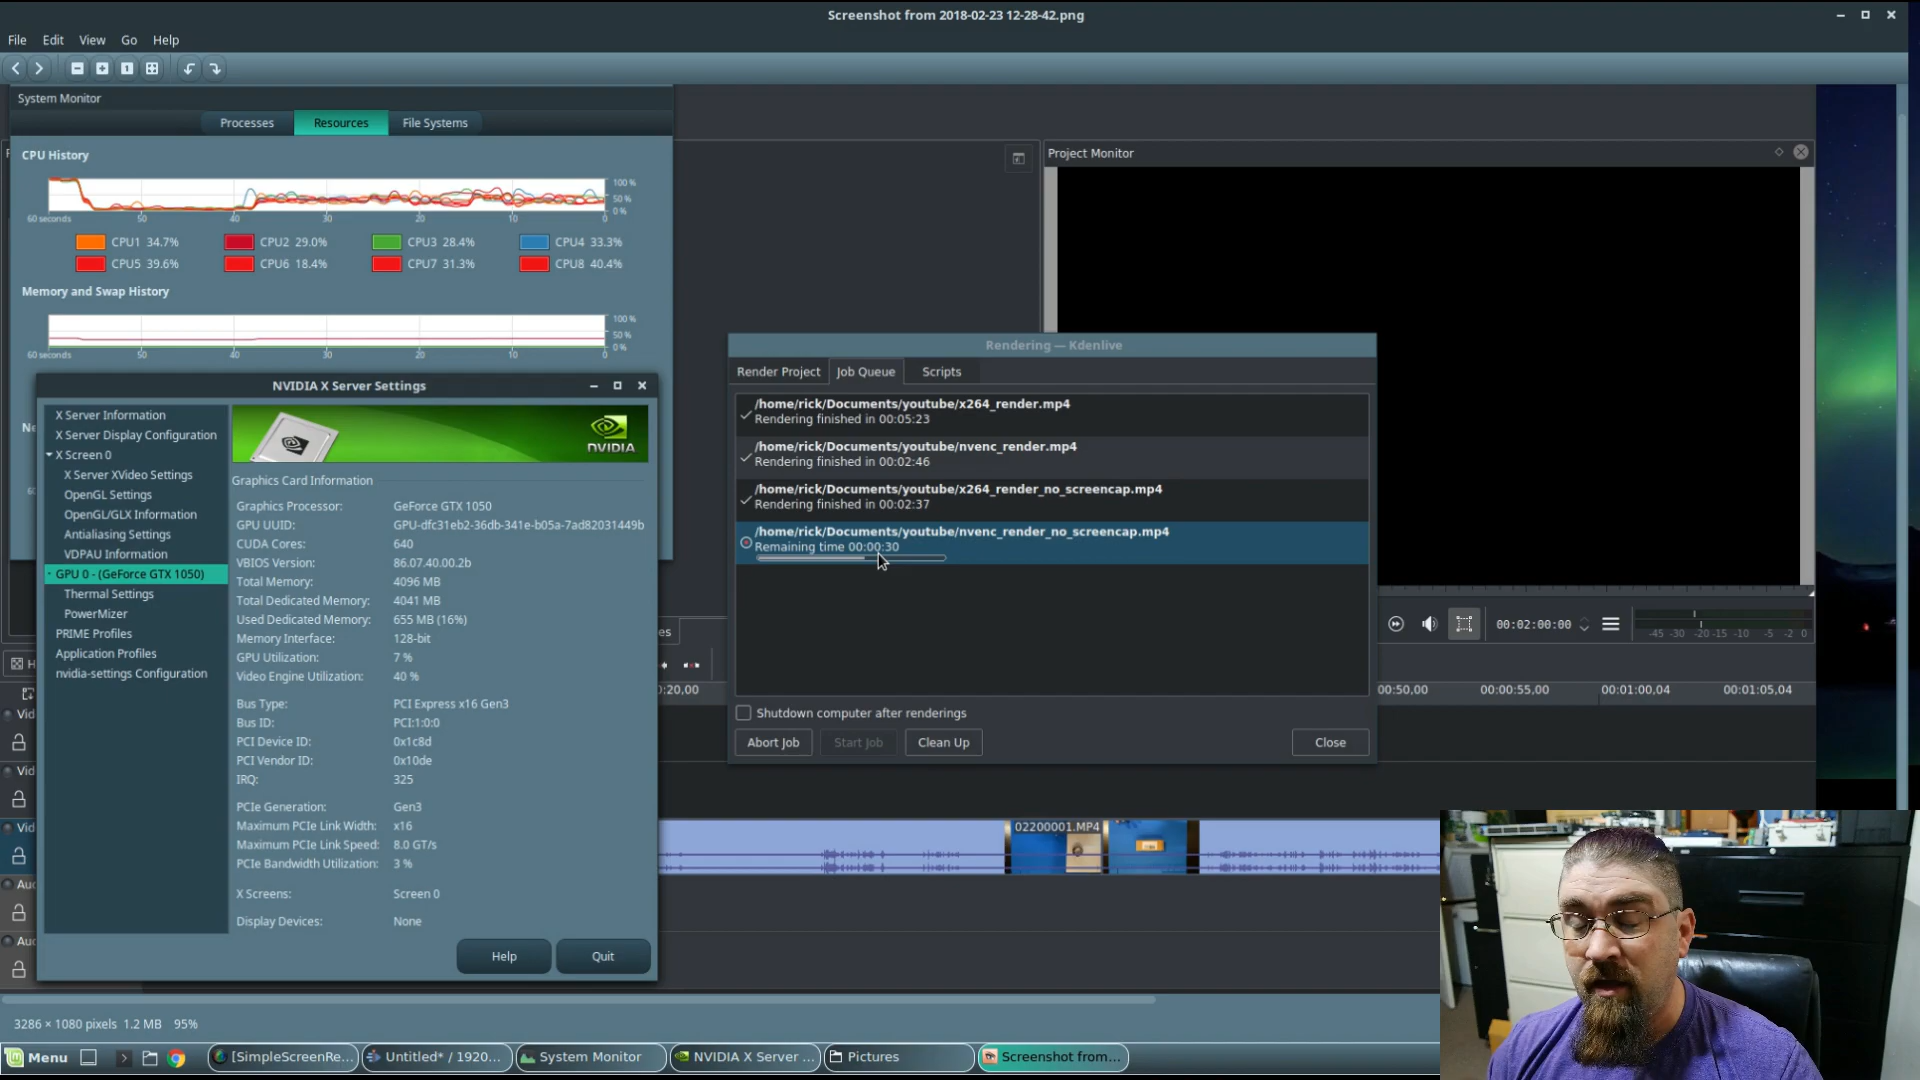 Screenshot from 2018-02-23 12-28-42.png
File Edit View Go Help
System Monitor
Processes Resources File Systems
CPU History
100 %
50 %
0 %
60 seconds 50 40 30 20 10 0
CPU1 34.7% CPU2 29.0% CPU3 28.4% CPU4 33.3%
CPU5 39.6% CPU6 18.4% CPU7 31.3% CPU8 40.4%
Memory and Swap History
100 %
50 %
0 %
60 seconds 50 40 30 20 10 0
Project Monitor
NVIDIA X Server Settings
X Server Information
X Server Display Configuration
X Screen 0
X Server XVideo Settings
OpenGL Settings
OpenGL/GLX Information
Antialiasing Settings
VDPAU Information
GPU 0 - (GeForce GTX 1050)
Thermal Settings
PowerMizer
PRIME Profiles
Application Profiles
nvidia-settings Configuration
NVIDIA
Graphics Card Information
Graphics Processor: GeForce GTX 1050
GPU UUID: GPU-dfc31eb2-36db-341e-b05a-7ad82031449b
CUDA Cores: 640
VBIOS Version: 86.07.40.00.2b
Total Memory: 4096 MB
Total Dedicated Memory: 4041 MB
Used Dedicated Memory: 655 MB (16%)
Memory Interface: 128-bit
GPU Utilization: 7 %
Video Engine Utilization: 40 %
Bus Type: PCI Express x16 Gen3
Bus ID: PCI:1:0:0
PCI Device ID: 0x1c8d
PCI Vendor ID: 0x10de
IRQ: 325
PCIe Generation: Gen3
Maximum PCIe Link Width: x16
Maximum PCIe Link Speed: 8.0 GT/s
PCIe Bandwidth Utilization: 3 %
X Screens: Screen 0
Display Devices: None
Help Quit
Rendering — Kdenlive
Render Project Job Queue Scripts
/home/rick/Documents/youtube/x264_render.mp4
Rendering finished in 00:05:23
/home/rick/Documents/youtube/nvenc_render.mp4
Rendering finished in 00:02:46
/home/rick/Documents/youtube/x264_render_no_screencap.mp4
Rendering finished in 00:02:37
/home/rick/Documents/youtube/nvenc_render_no_screencap.mp4
Remaining time 00:00:30
Shutdown computer after renderings
Abort Job Start Job Clean Up Close
00:02:00:00
-45 -30 -20 -15 -10 -5 -2 0
0:20,00 00:50,00 00:00:55,00 00:01:00,04 00:01:05,04
Vid
Vid
Vid
Aud
Aud
02200001.MP4
3286 × 1080 pixels 1.2 MB 95%
Menu [SimpleScreenRe... Untitled* / 1920... System Monitor NVIDIA X Server ... Pictures Screenshot from...